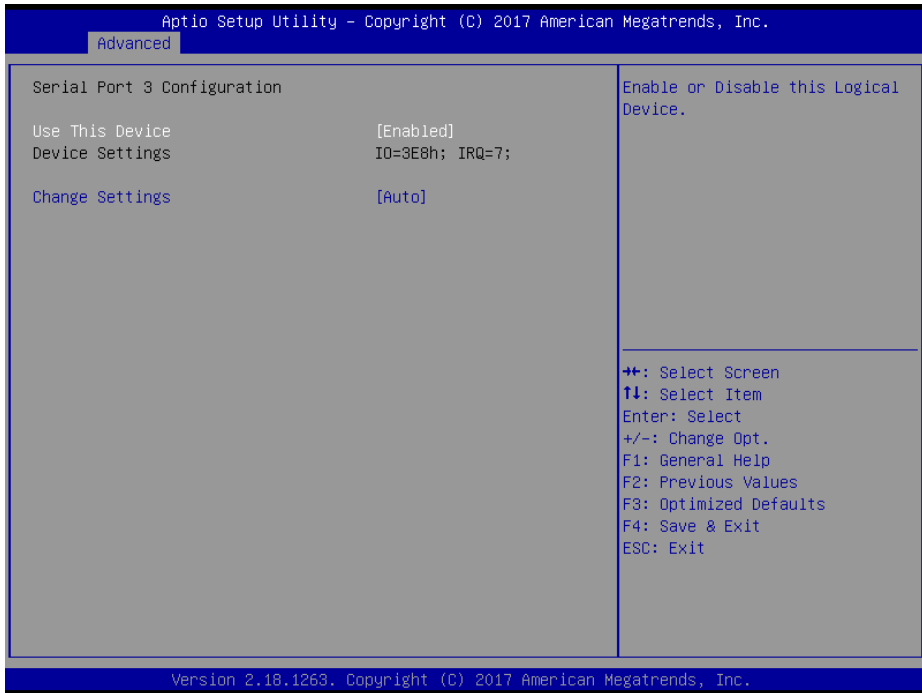 Aptio Setup Utility – Copyright (C) 2017 American Megatrends, Inc.
Advanced
Serial Port 3 Configuration
Use This Device [Enabled]
Device Settings IO=3E8h; IRQ=7;
Change Settings [Auto]
Enable or Disable this Logical
Device.
→←: Select Screen
↑↓: Select Item
Enter: Select
+/-: Change Opt.
F1: General Help
F2: Previous Values
F3: Optimized Defaults
F4: Save & Exit
ESC: Exit
Version 2.18.1263. Copyright (C) 2017 American Megatrends, Inc.